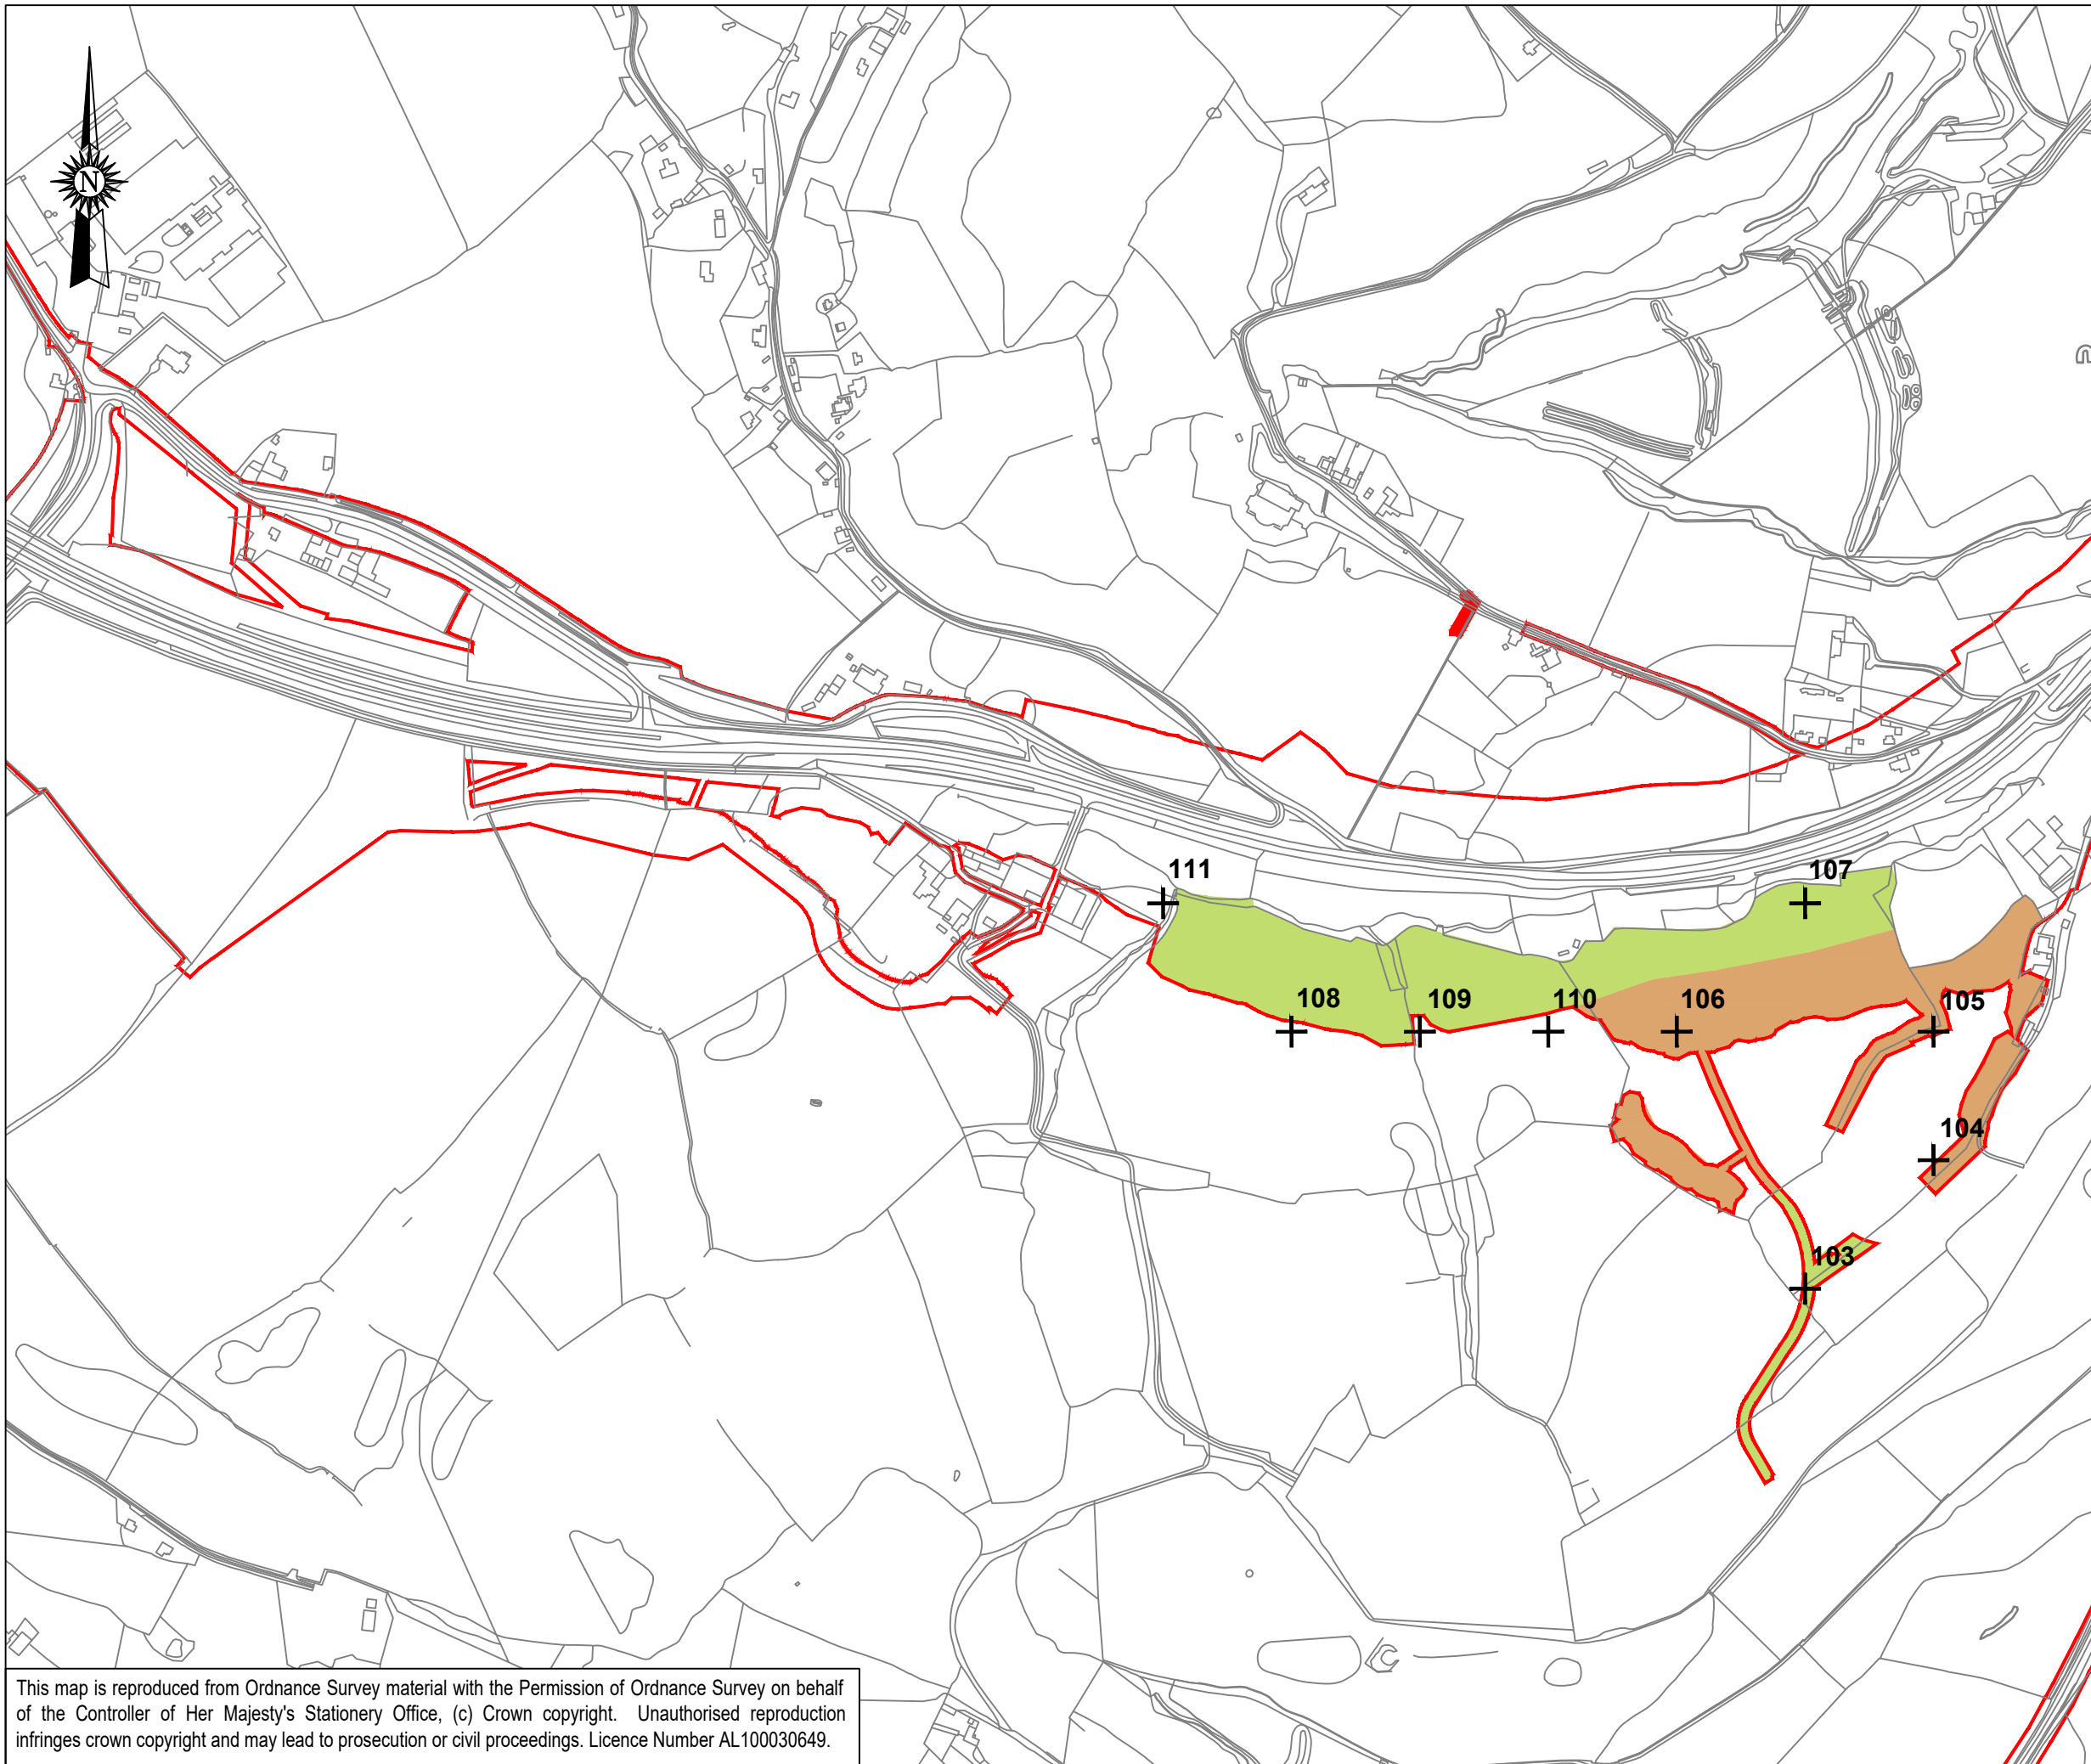 N
111
107
108
109
110
106
105
104
103
This map is reproduced from Ordnance Survey material with the Permission of Ordnance Survey on behalf
of the Controller of Her Majesty's Stationery Office, (c) Crown copyright. Unauthorised reproduction
infringes crown copyright and may lead to prosecution or civil proceedings. Licence Number AL100030649.